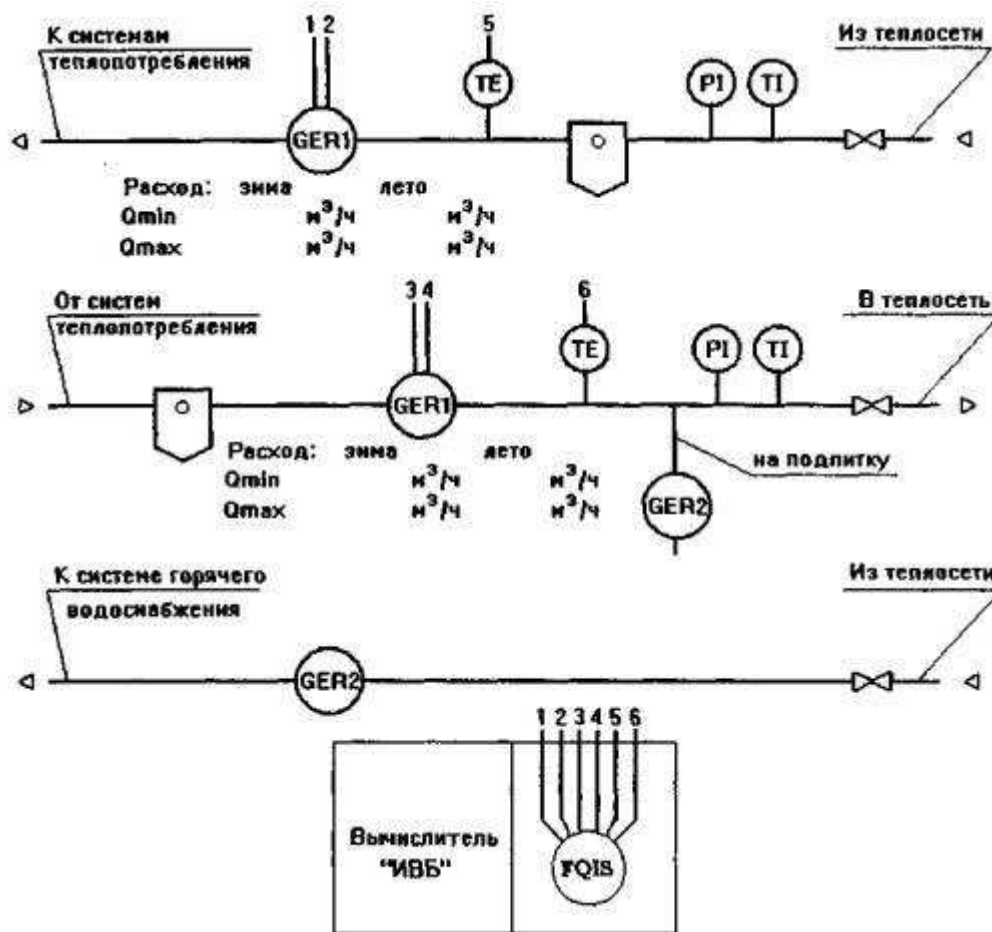 1 2
5
К системам
теплопотребления
Из теплосети
TE
PI
TI
GER1
Расход: зима лето
Qmin м³/ч м³/ч
Qmax м³/ч м³/ч
3 4
6
От систем
теплопотребления
В теплосеть
TE
PI
TI
GER1
Расход: зима лето
на подпитку
Qmin м³/ч м³/ч
Qmax м³/ч м³/ч
GER2
К системе горячего
водоснабжения
Из теплосети
GER2
1 2 3 4 5 6
Вычислитель
"ИВБ"
FQIS